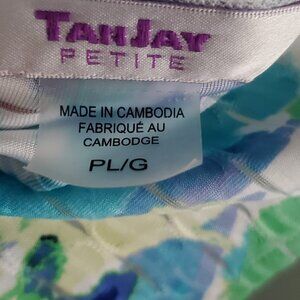 TANJAY
PETITE
MADE IN CAMBODIA
FABRIQUÉ AU
CAMBODGE
PL/G